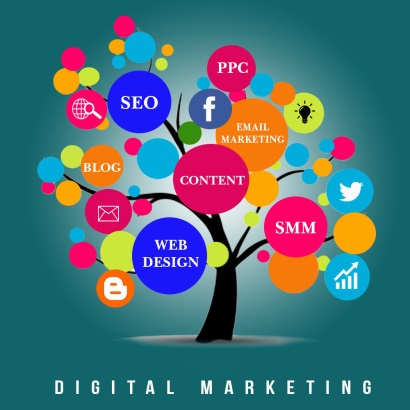 PPC
SEO
EMAIL
MARKETING
BLOG
CONTENT
SMM
WEB
DESIGN
DIGITAL MARKETING